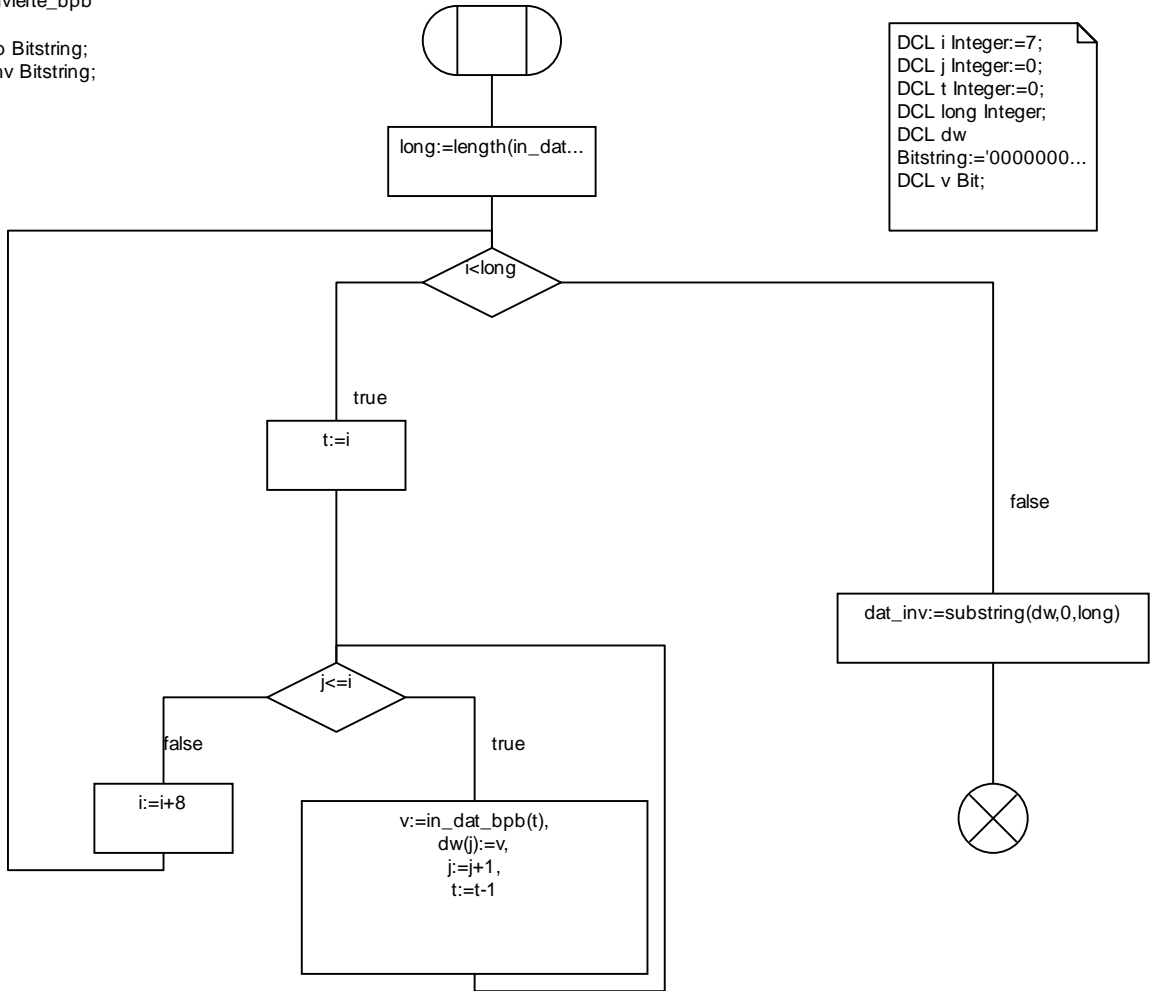 Bitstring;
Bitstring;
DCL i Integer:=7;
DCL j Integer:=0;
DCL t Integer:=0;
DCL long Integer;
DCL dw
Bitstring:='0000000...
DCL v Bit;
long:=length(in_dat...
i<long
true
t:=i
false
dat_inv:=substring(dw,0,long)
j<=i
false
true
i:=i+8
v:=in_dat_bpb(t),
dw(j):=v,
j:=j+1,
t:=t-1